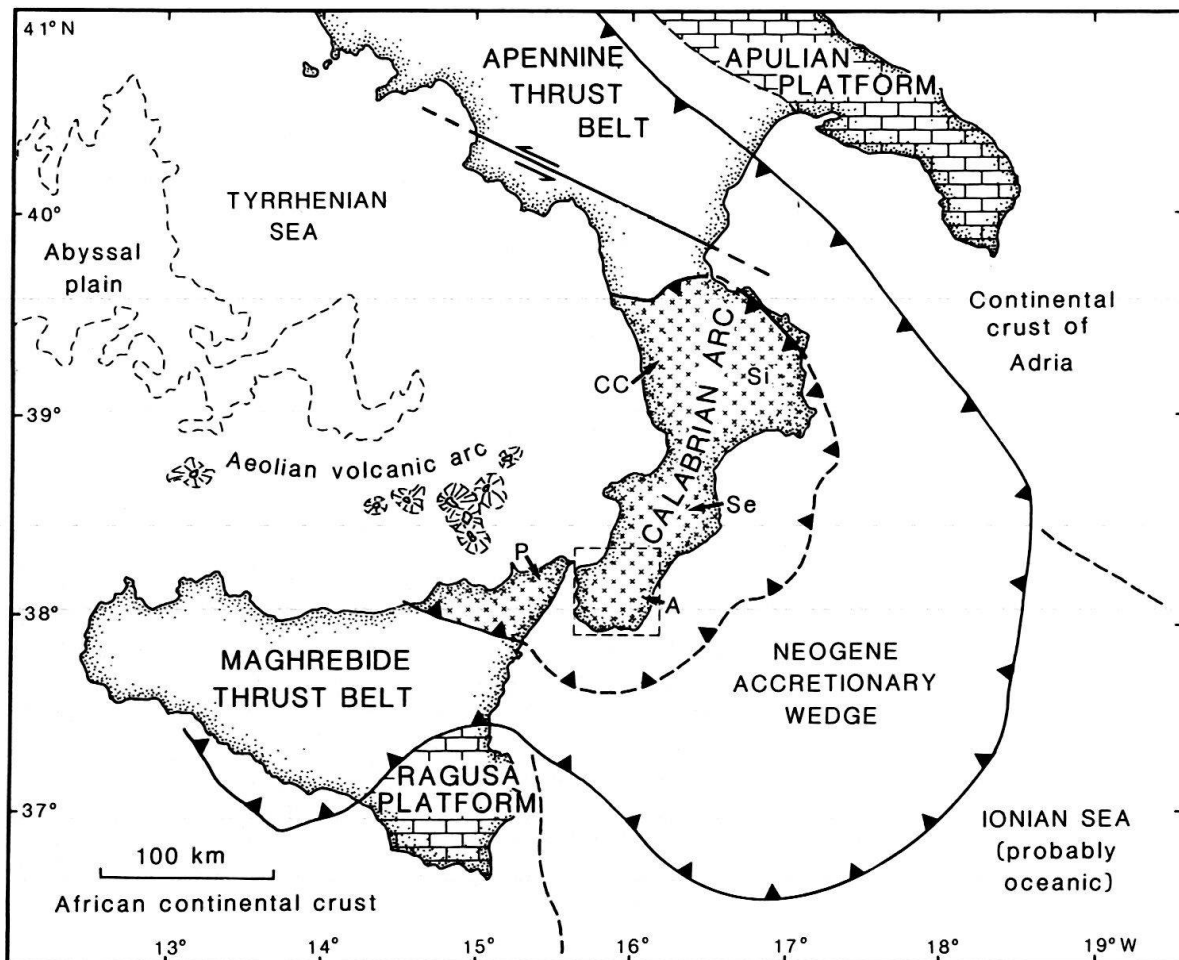 41°N
APENNINE
THRUST
BELT
APULIAN
PLATFORM
TYRRHENIAN
SEA
40°
Abyssal
plain
Continental
crust of
Adria
CALABRIAN ARC
CC
Si
39°
Aeolian volcanic arc
Se
P
A
38°
MAGHREBIDE
THRUST BELT
NEOGENE
ACCRETIONARY
WEDGE
RAGUSA
PLATFORM
37°
100 km
IONIAN SEA
(probably
oceanic)
African continental crust
13°
14°
15°
16°
17°
18°
19°W